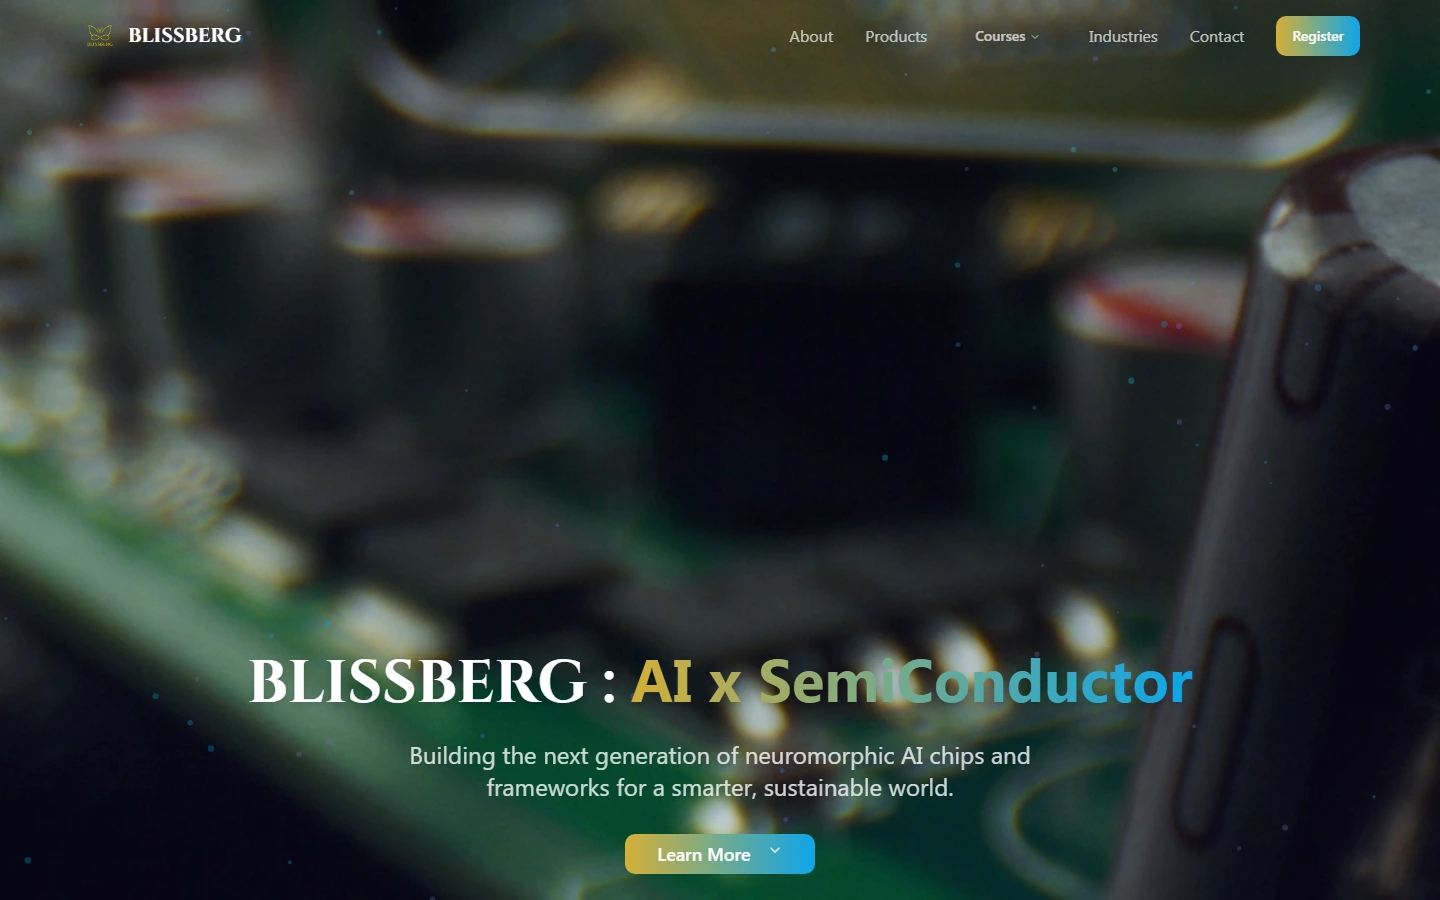 BLISSBERG
About
Products
Courses
Industries
Contact
Register
BLISSBERG : AI x SemiConductor
Building the next generation of neuromorphic AI chips and
frameworks for a smarter, sustainable world.
Learn More